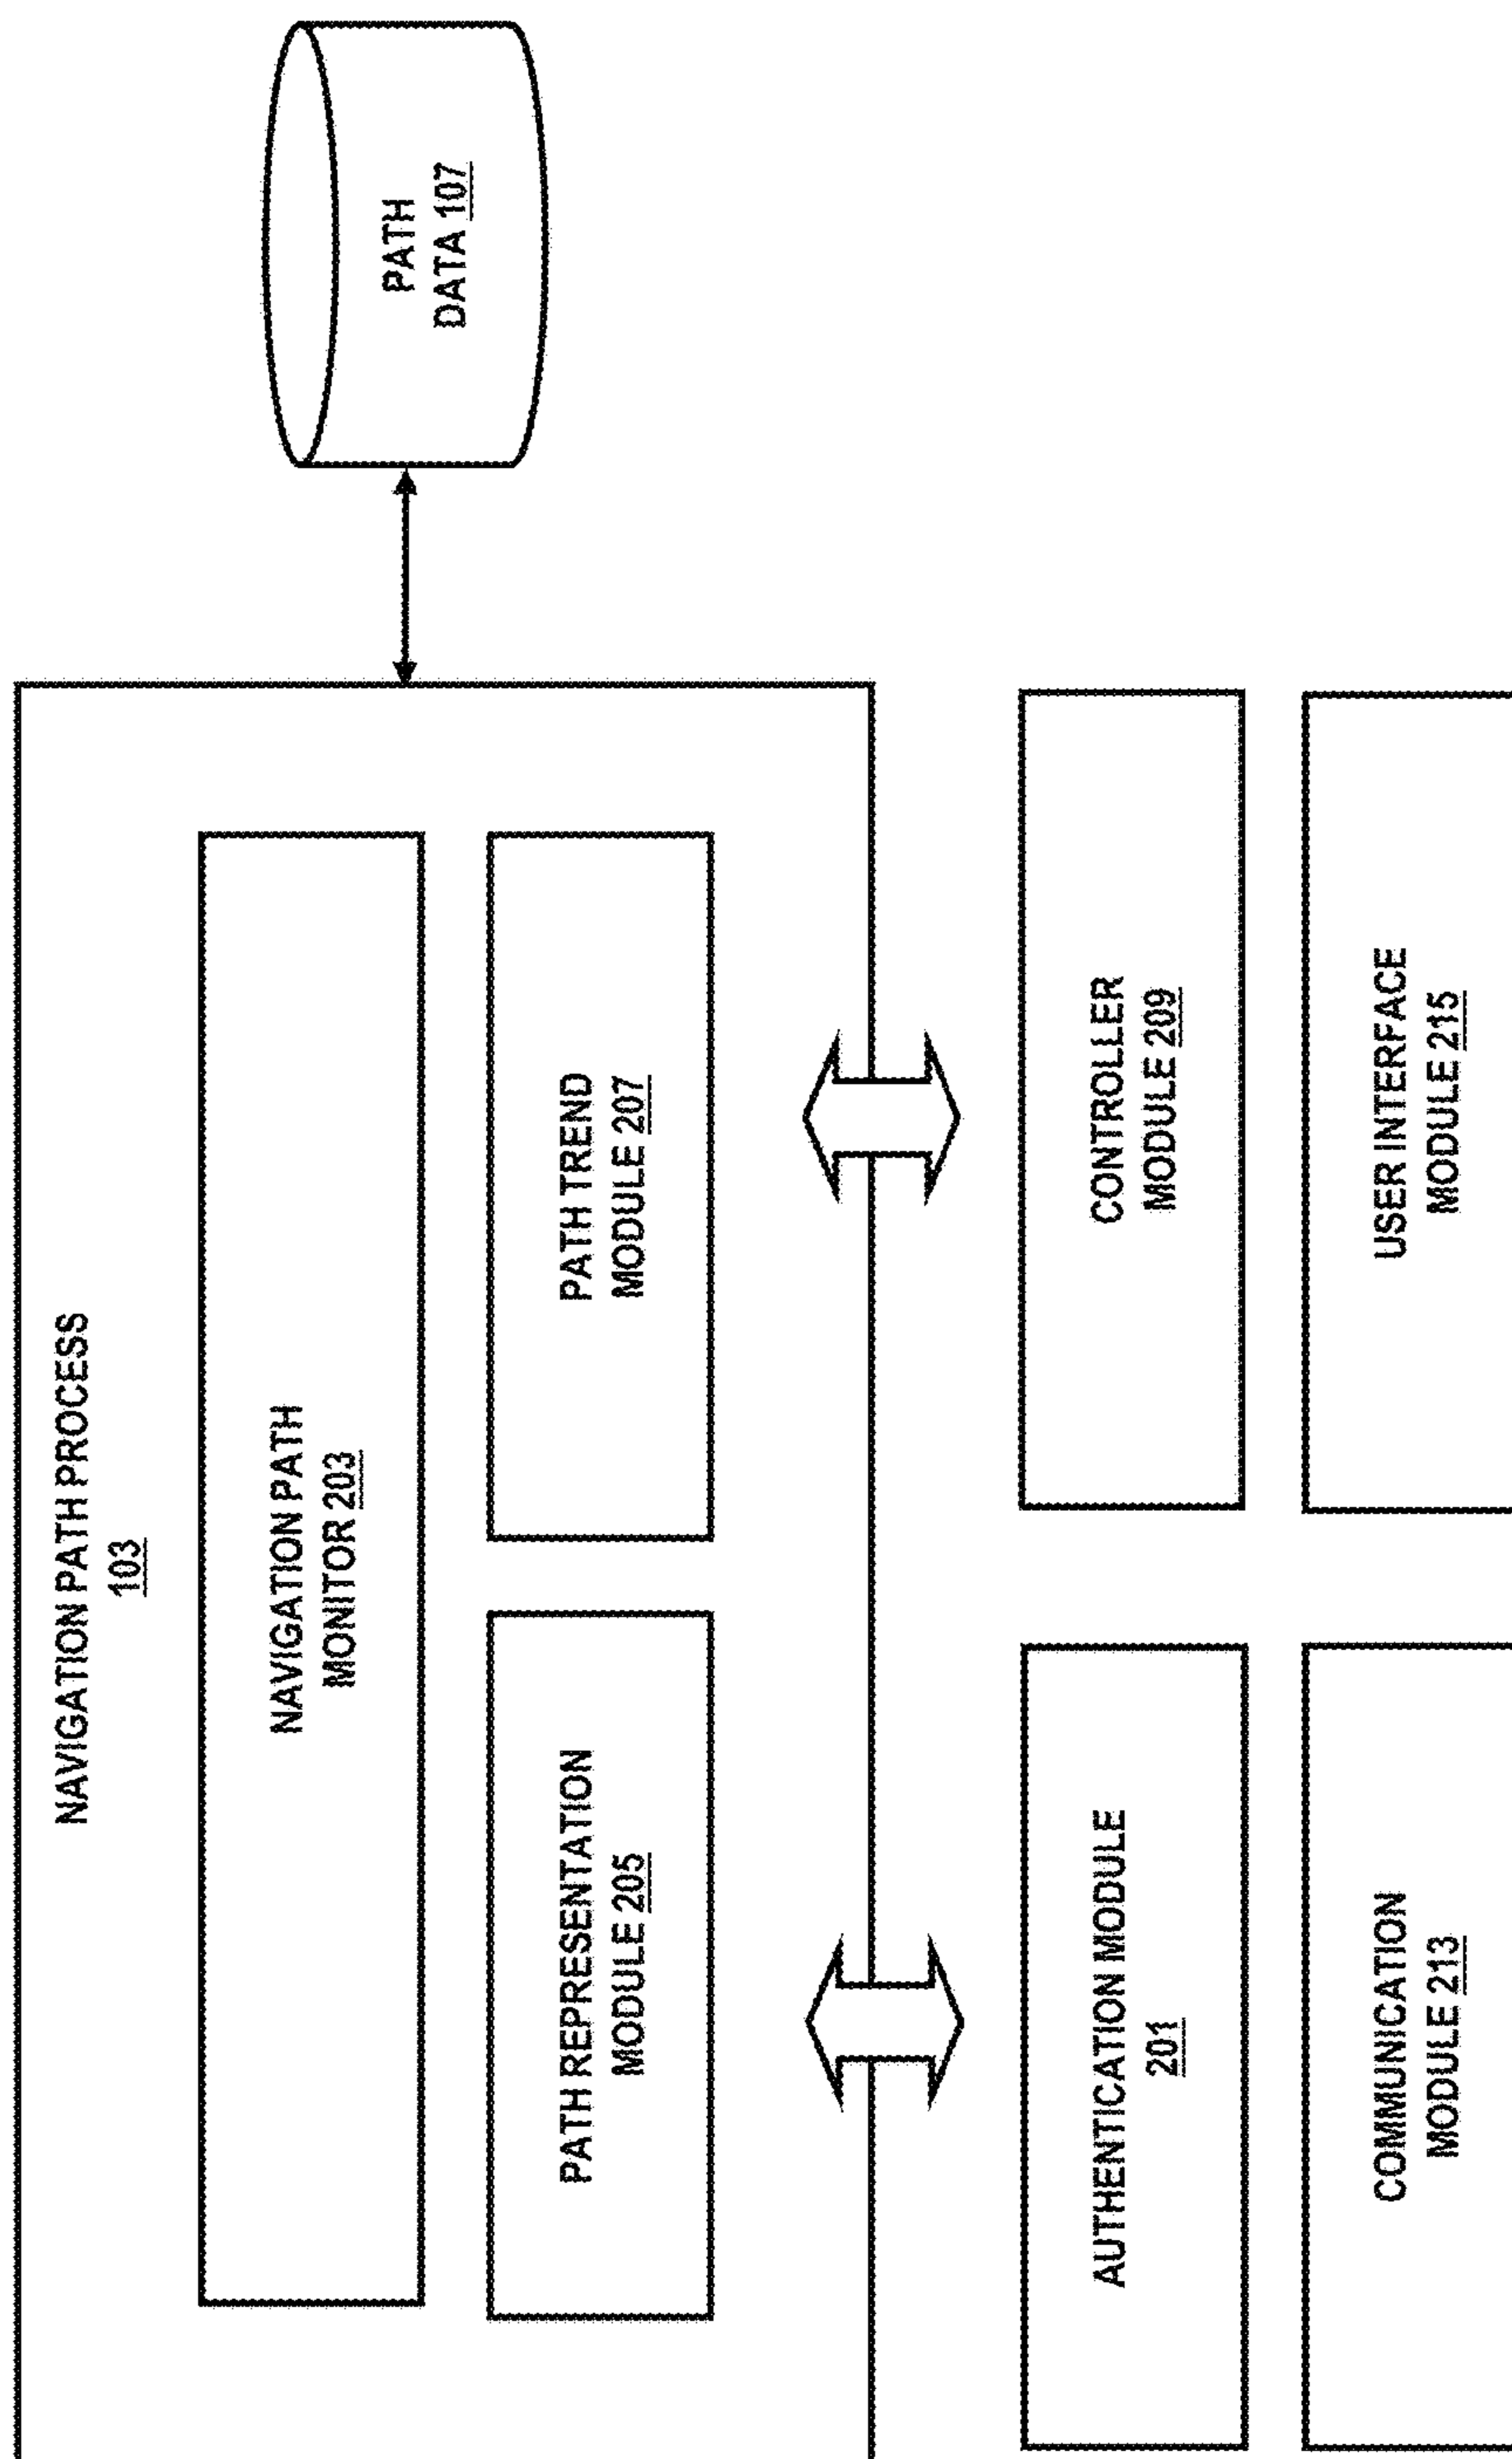 NAVIGATION PATH PROCESS
103
NAVIGATION PATH
MONITOR 203
PATH REPRESENTATION
MODULE 205
PATH TREND
MODULE 207
PATH
DATA 107
AUTHENTICATION MODULE
201
CONTROLLER
MODULE 209
COMMUNICATION
MODULE 213
USER INTERFACE
MODULE 215